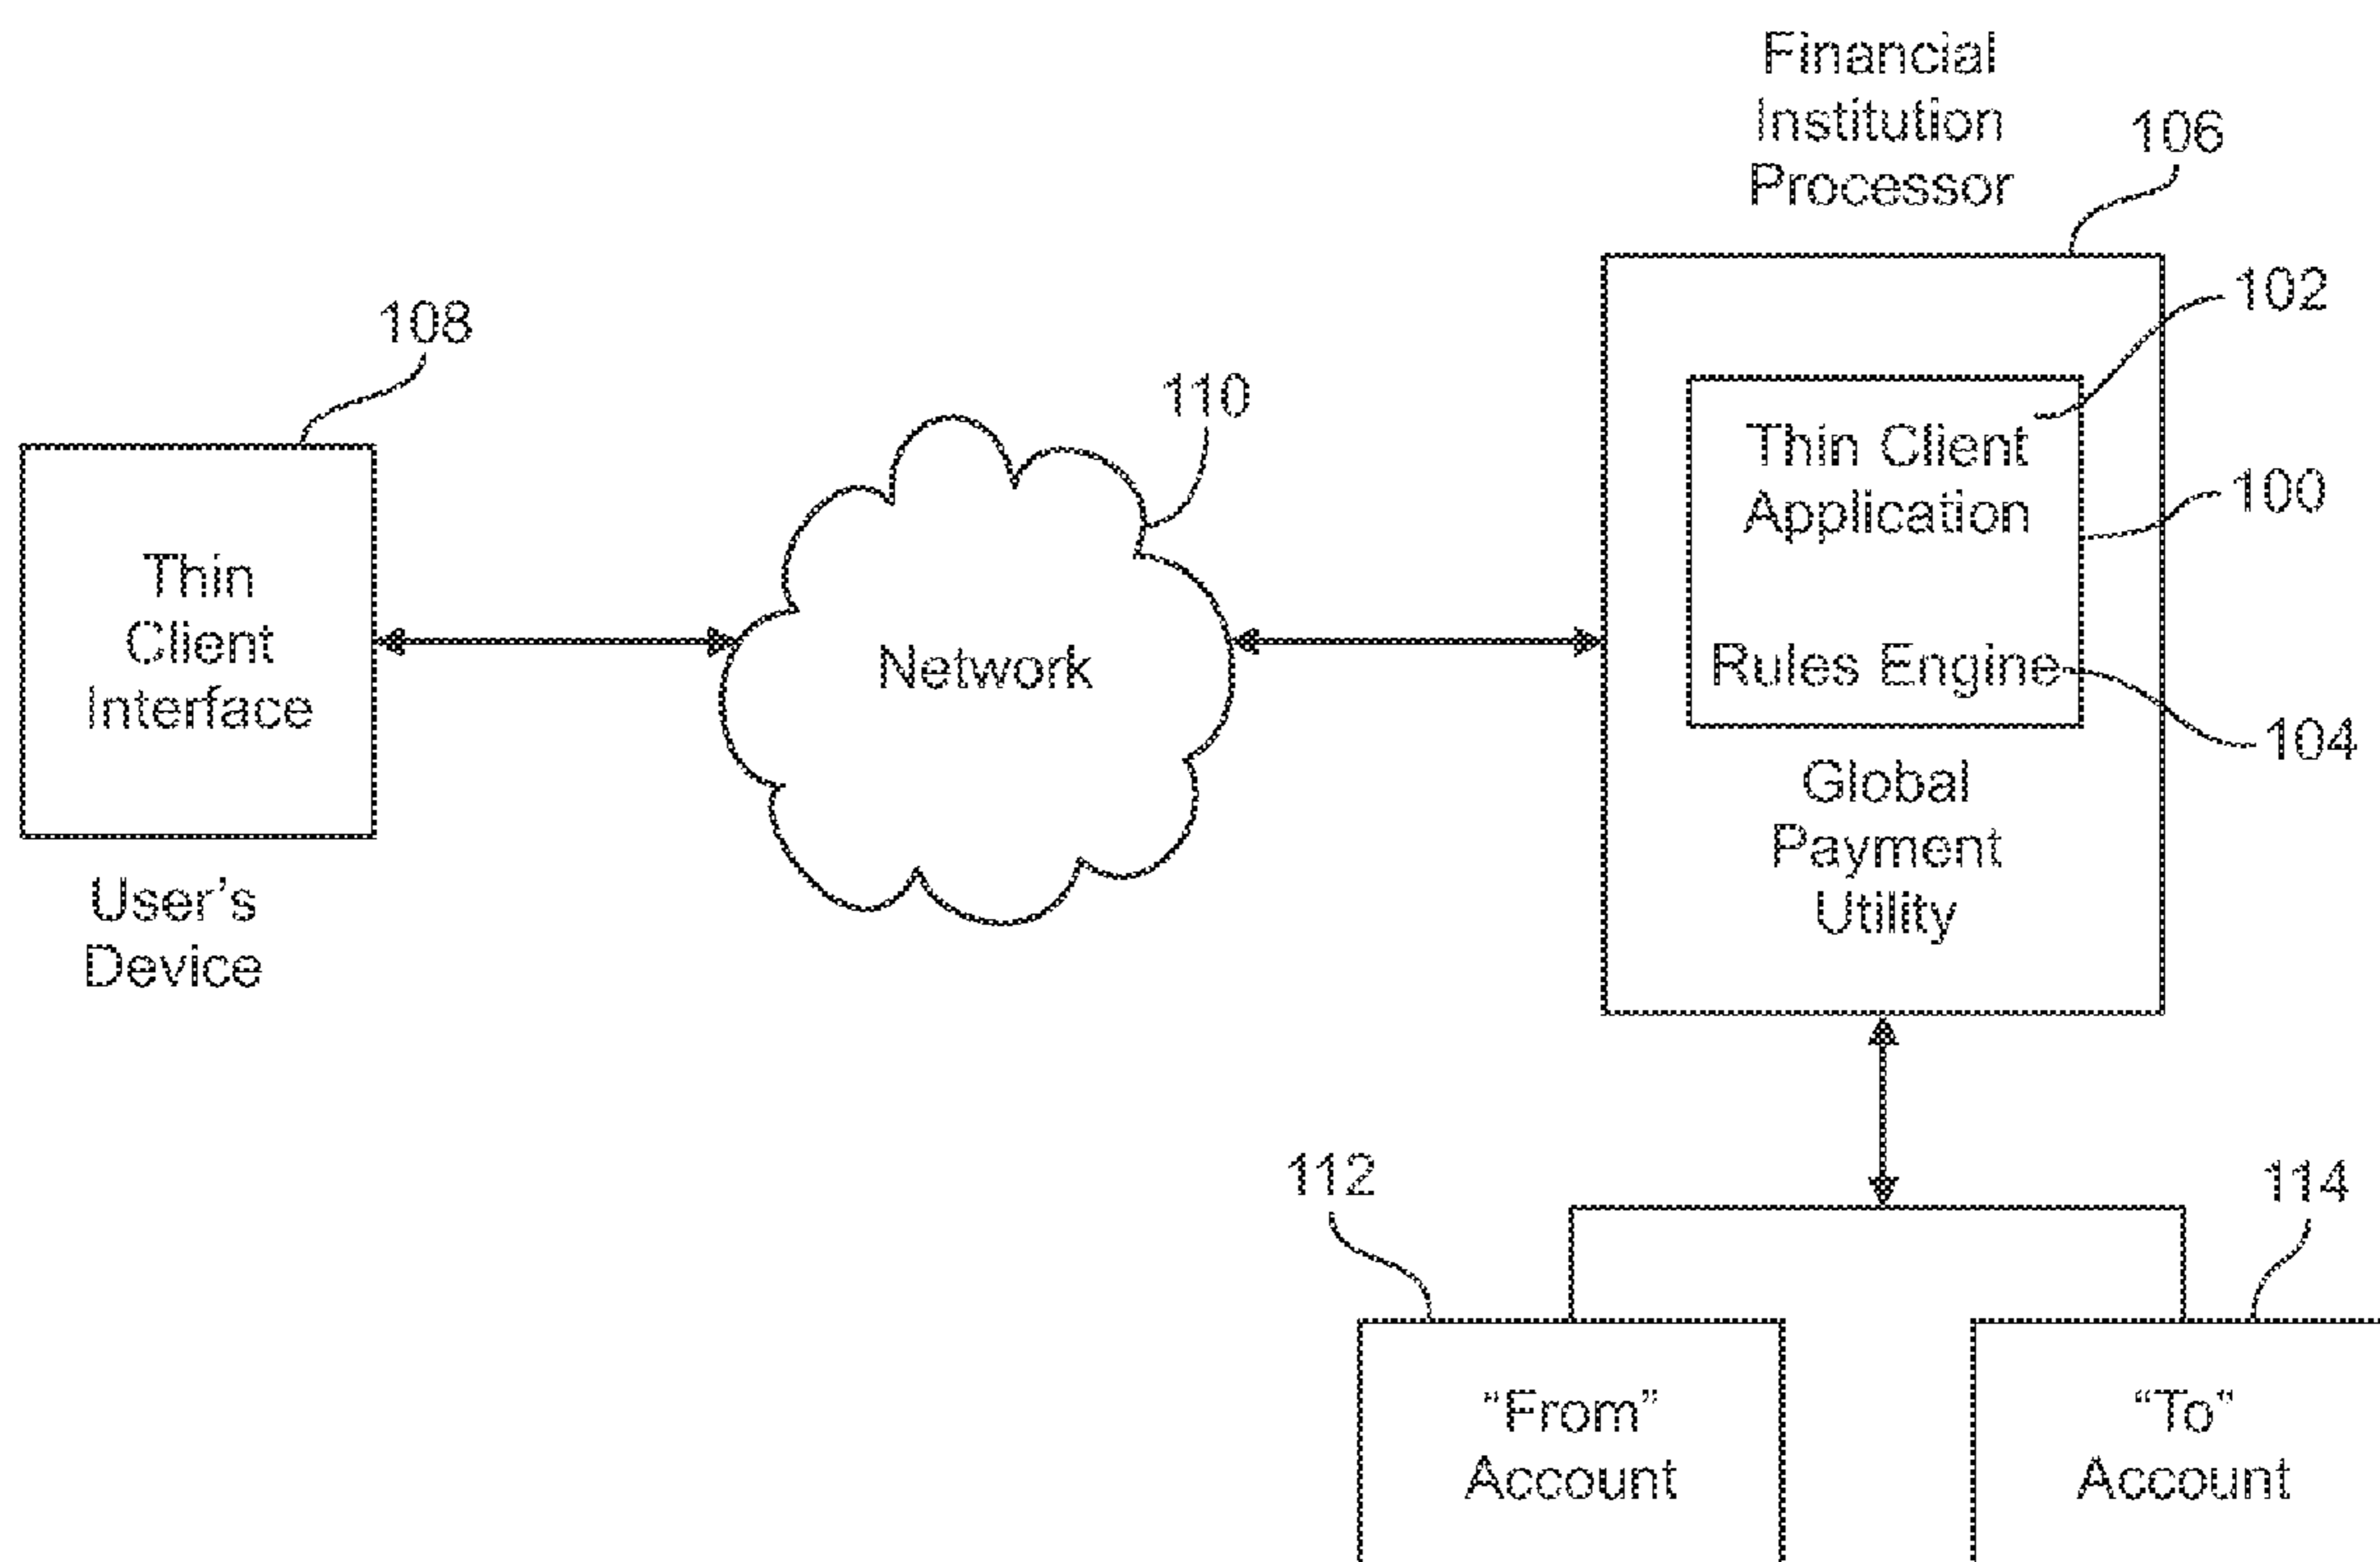 Financial
Institution
Processor
106
102
108
110
Thin Client
Application
100
Thin
Client
Interface
Network
Rules Engine
104
Global
Payment
Utility
User's
Device
112
114
“From”
Account
“To”
Account